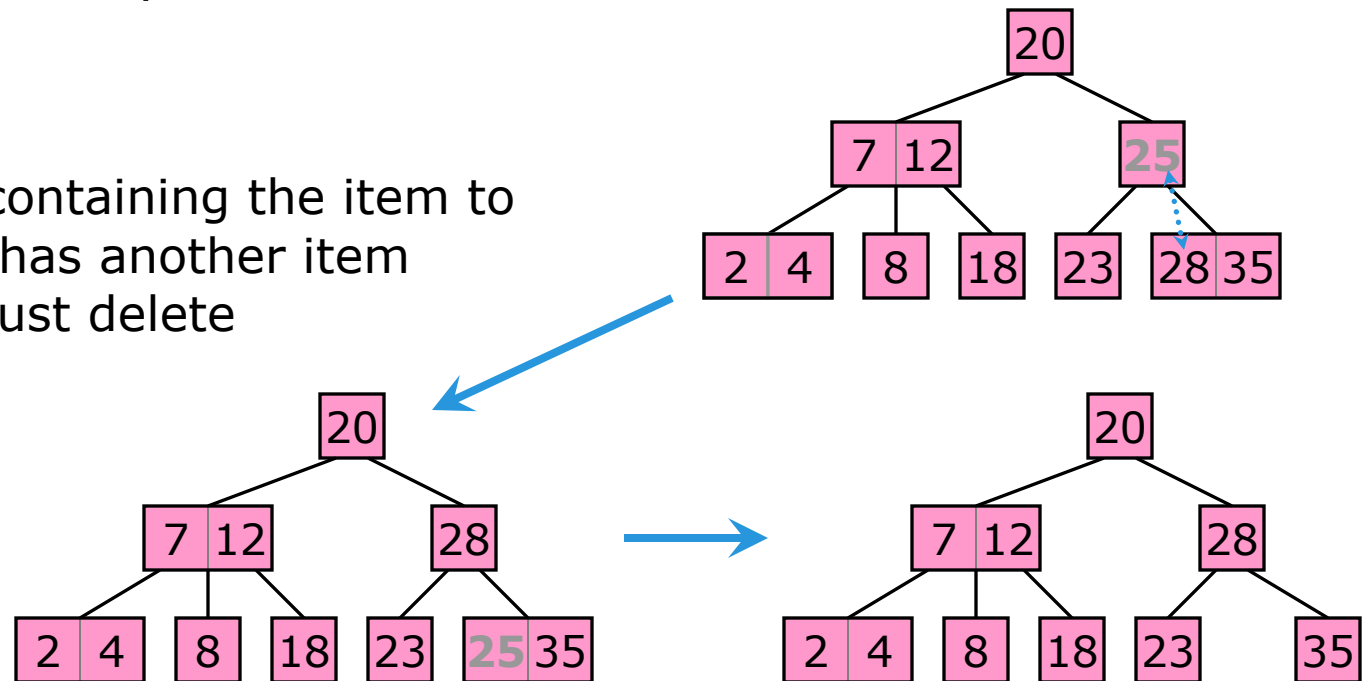 20
7 12 25
containing the item to
has another item
ust delete
2 4 8 18 23 28 35
20 20
7 12 28 7 12 28
2 4 8 18 23 25 35 2 4 8 18 23 35